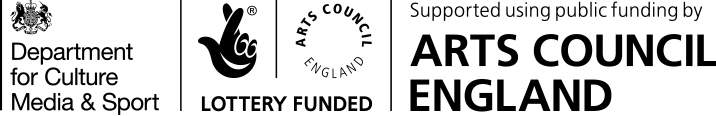 Department
for Culture
Media & Sport
®
ARTS COUNCIL
ENGLAND
LOTTERY FUNDED
Supported using public funding by
ARTS COUNCIL
ENGLAND